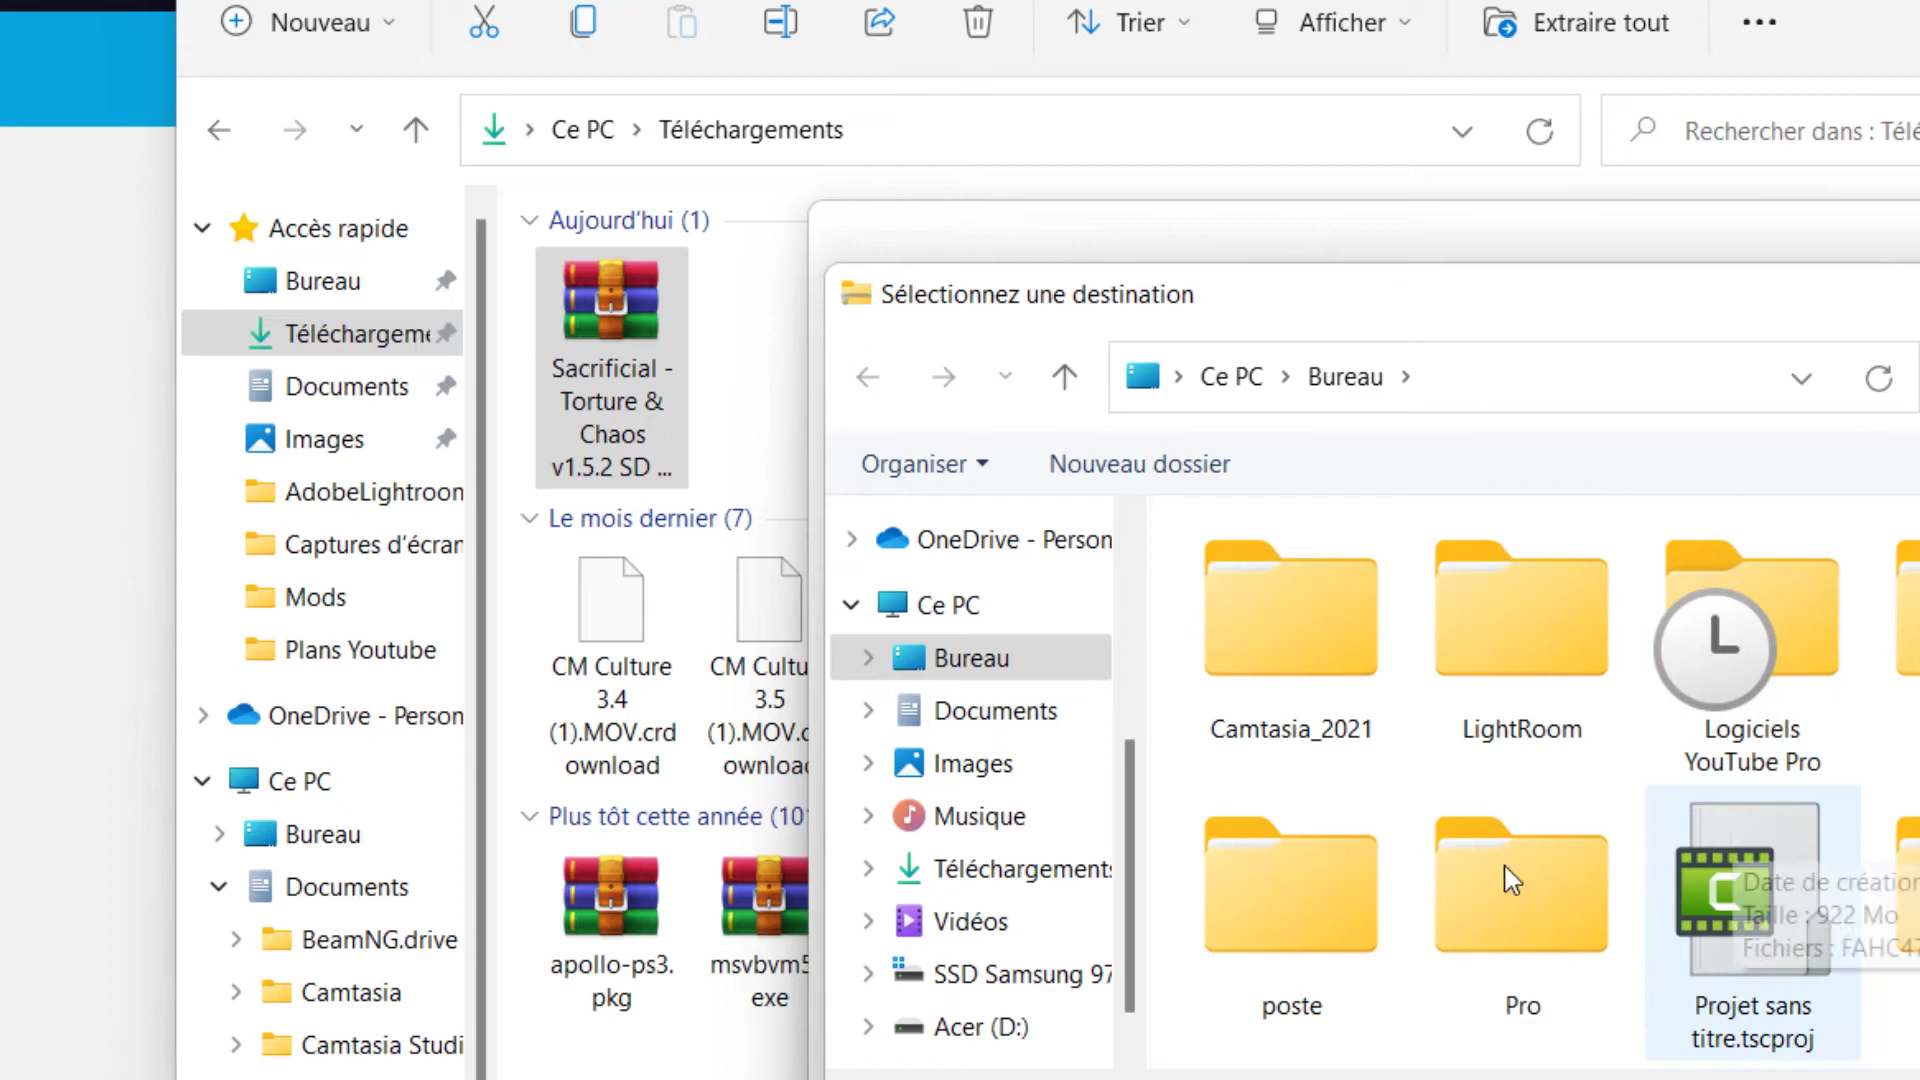 Nouveau
Trier
Afficher
Extraire tout
Ce PC
Téléchargements
Rechercher dans : Télé
Accès rapide
Bureau
Téléchargeme
Documents
Images
AdobeLightroon
Captures d'écran
Mods
Plans Youtube
OneDrive - Person
Ce PC
Bureau
Documents
BeamNG.drive
Camtasia
Camtasia Studi
Aujourd'hui (1)
Sacrificial -
Torture &
Chaos
v1.5.2 SD ...
Le mois dernier (7)
CM Culture
3.4
(1).MOV.crd
ownload
CM Cultu
3.5
(1).MOV.c
ownloa
Plus tôt cette année (10
apollo-ps3.
pkg
msvbvm5
exe
Sélectionnez une destination
Ce PC
Bureau
Organiser
Nouveau dossier
OneDrive - Person
Ce PC
Bureau
Documents
Images
Musique
Téléchargements
Vidéos
SSD Samsung 97
Acer (D:)
Camtasia_2021
LightRoom
Logiciels
YouTube Pro
poste
Pro
Projet sans
titre.tscproj
Date de création
Taille : 922 Mo
Fichiers : FAHC47